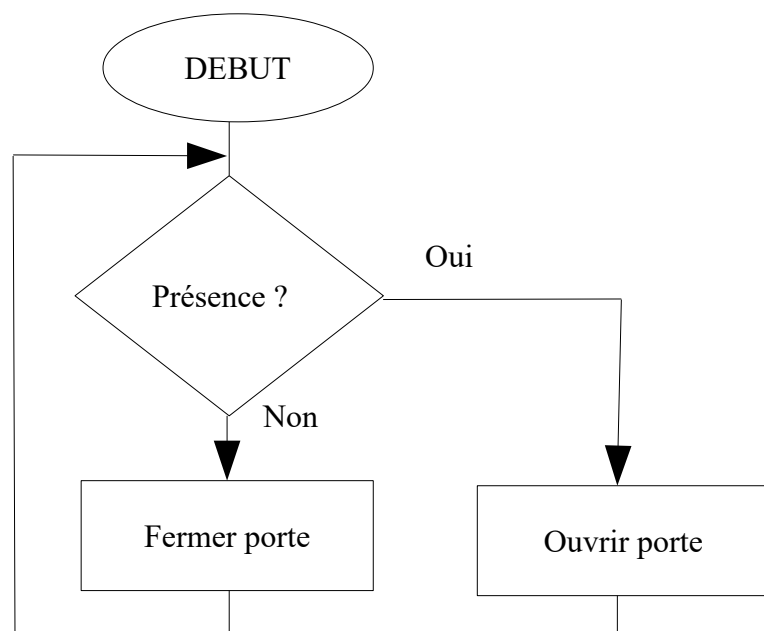 DEBUT
Oui
Présence ?
Non
Fermer porte
Ouvrir porte